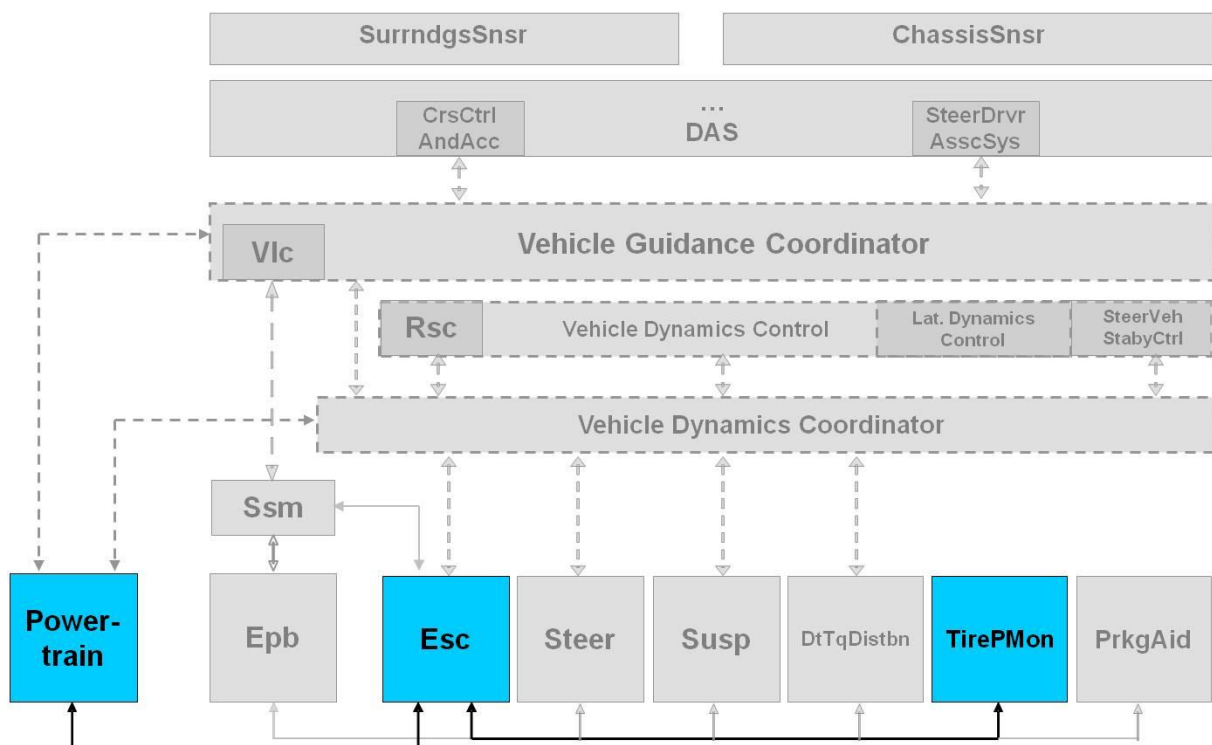 SurrndgsSnsr
ChassisSnsr
CrsCtrl
AndAcc
...
DAS
SteerDrvr
AsscSys
Vlc
Vehicle Guidance Coordinator
Rsc
Vehicle Dynamics Control
Lat. Dynamics
Control
SteerVeh
StabyCtrl
Vehicle Dynamics Coordinator
Ssm
Power-
train
Epb
Esc
Steer
Susp
DtTqDistbn
TirePMon
PrkgAid